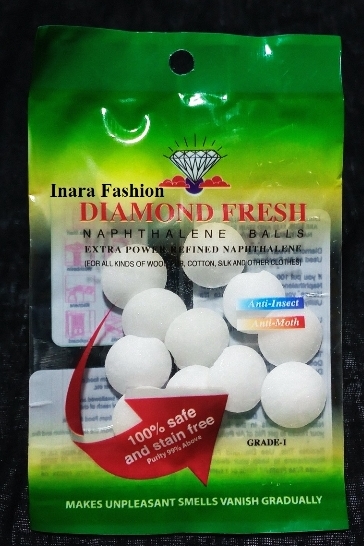 Inara Fashion
DIAMOND FRESH
NAPHTHALENE BALLS
EXTRA POWER REFINED NAPHTHALENE
(FOR ALL KINDS OF WOOL, FUR, COTTON, SILK AND OTHER CLOTHES)
Anti-Insect
Anti-Moth
100% safe
and stain free
Purity 99% Above
GRADE-1
MAKES UNPLEASANT SMELLS VANISH GRADUALLY